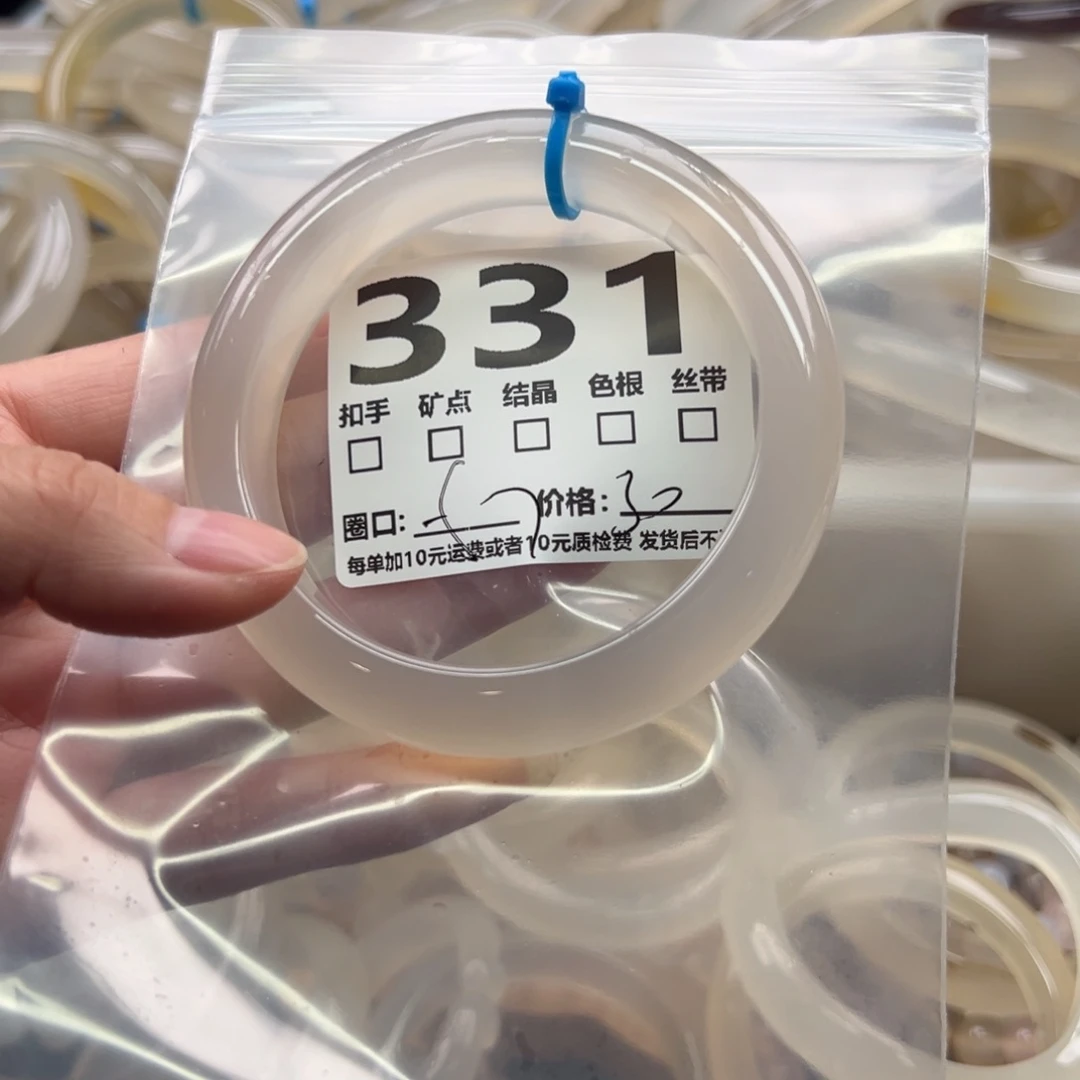 331
扣手 矿点 结晶 色根 丝带
□ □ □ □ □
圈口: 价格: 30
每单加10元运费或者10元质检费 发货后不